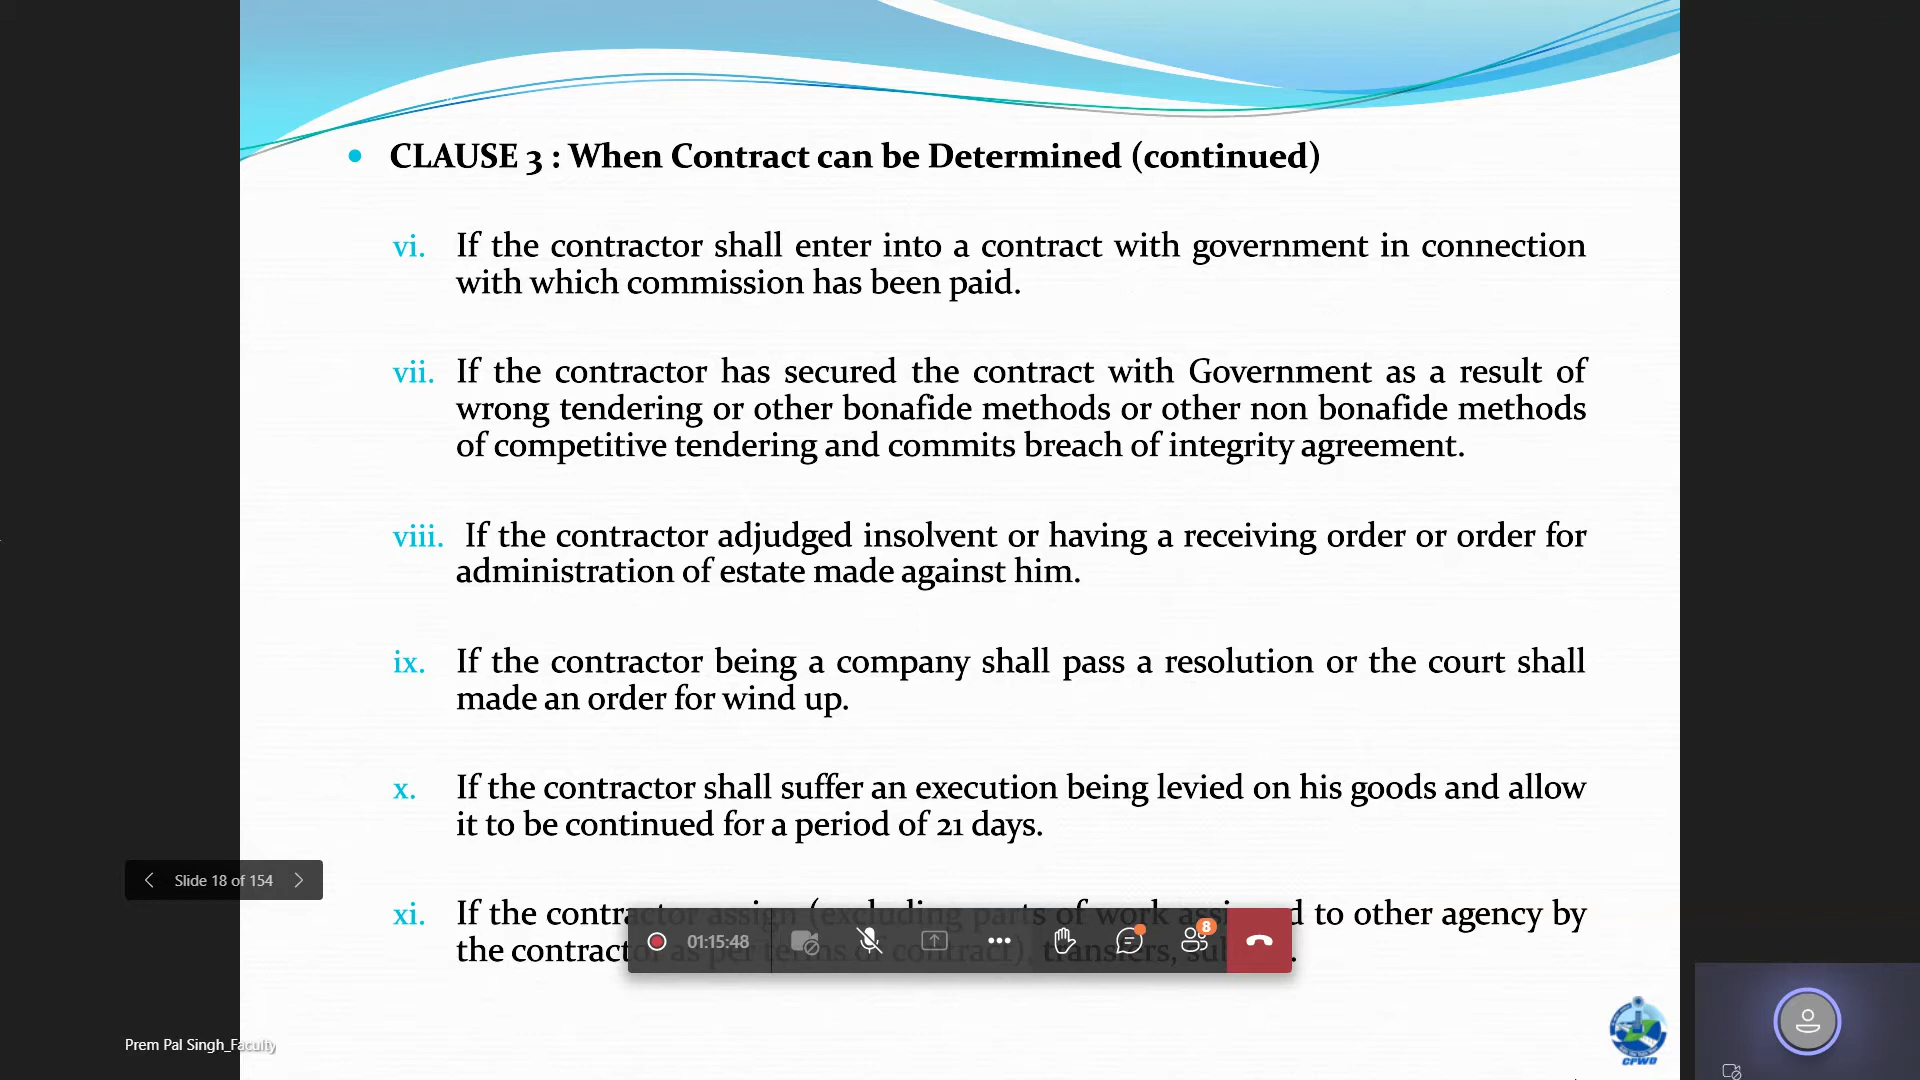 CLAUSE 3 : When Contract can be Determined (continued)
vi. If the contractor shall enter into a contract with government in connection
with which commission has been paid.
vii. If the contractor has secured the contract with Government as a result of
wrong tendering or other bonafide methods or other non bonafide methods
of competitive tendering and commits breach of integrity agreement.
viii. If the contractor adjudged insolvent or having a receiving order or order for
administration of estate made against him.
ix. If the contractor being a company shall pass a resolution or the court shall
made an order for wind up.
x. If the contractor shall suffer an execution being levied on his goods and allow
it to be continued for a period of 21 days.
Slide 18 of 154
xi. If the contractor assign (excluding parts of work assigned to other agency by
the contractor as per terms of contract), transfers,
01:15:48
8
Prem Pal Singh_Faculty
CPWD